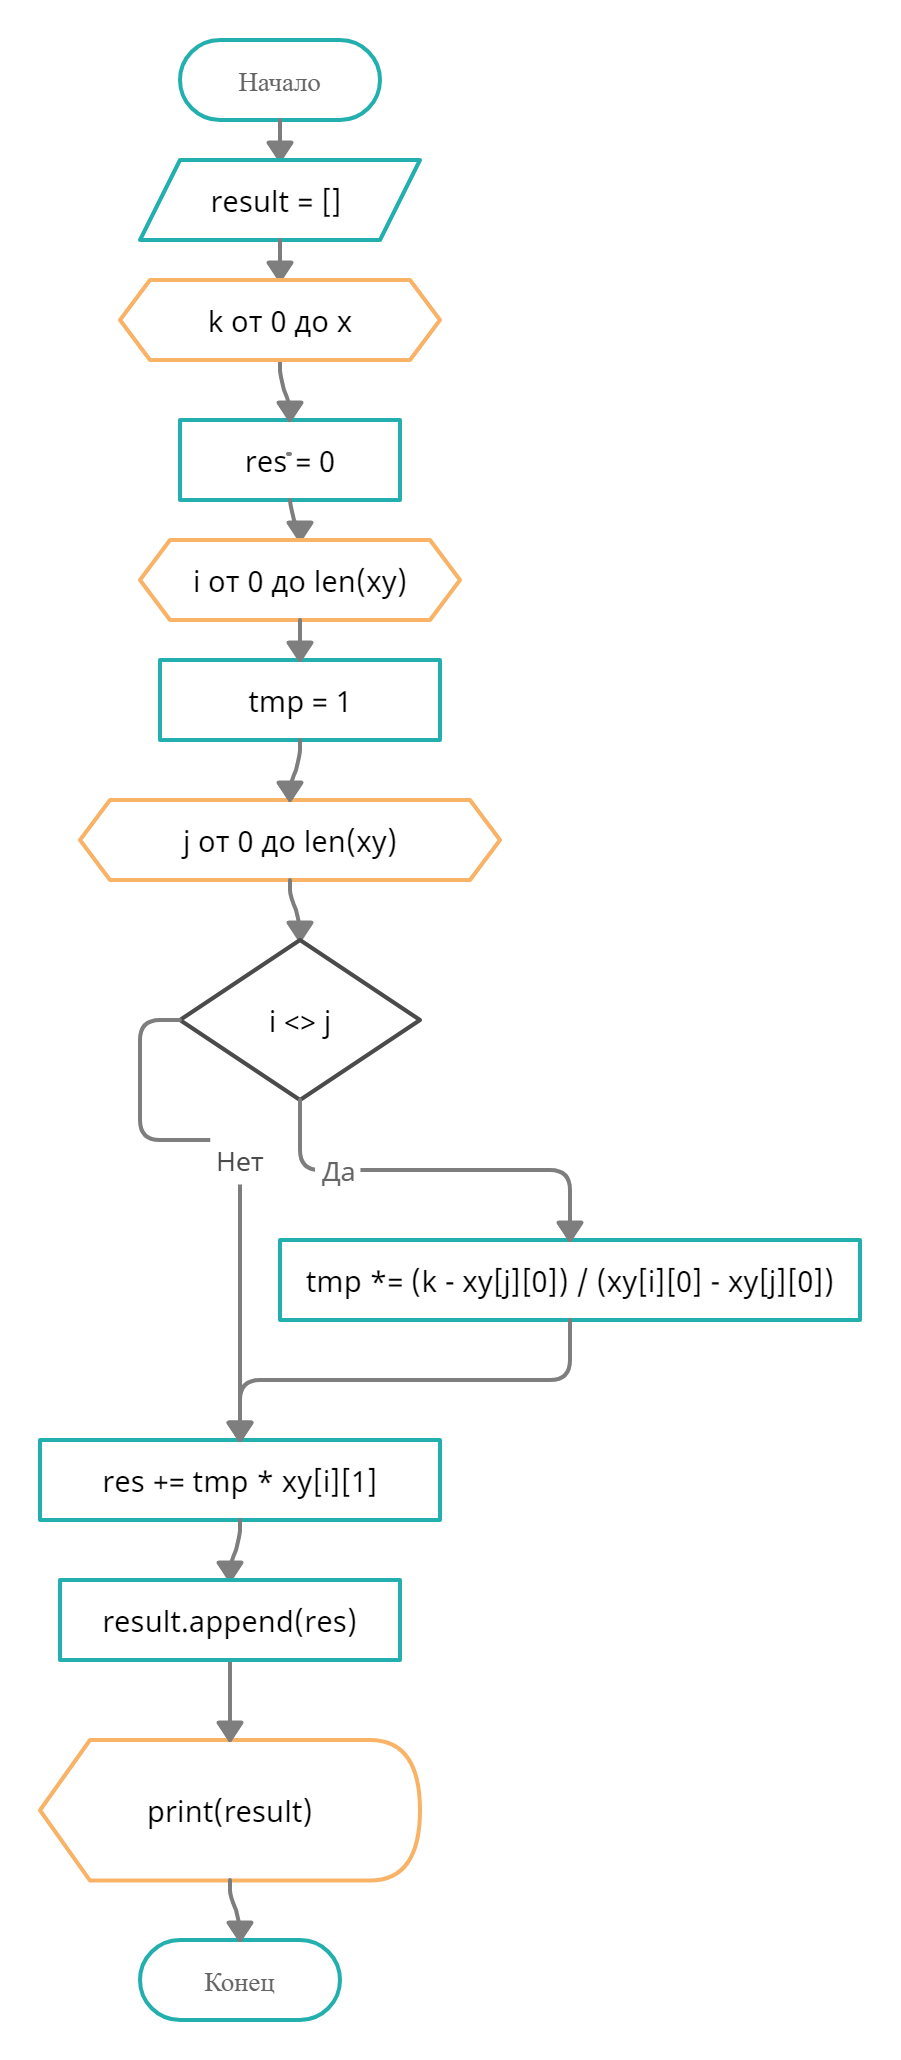 Начало
result = []
k от 0 до x
res = 0
i от 0 до len(xy)
tmp = 1
j от 0 до len(xy)
i <> j
Нет
Да
tmp *= (k - xy[j][0]) / (xy[i][0] - xy[j][0])
res += tmp * xy[i][1]
result.append(res)
print(result)
Конец